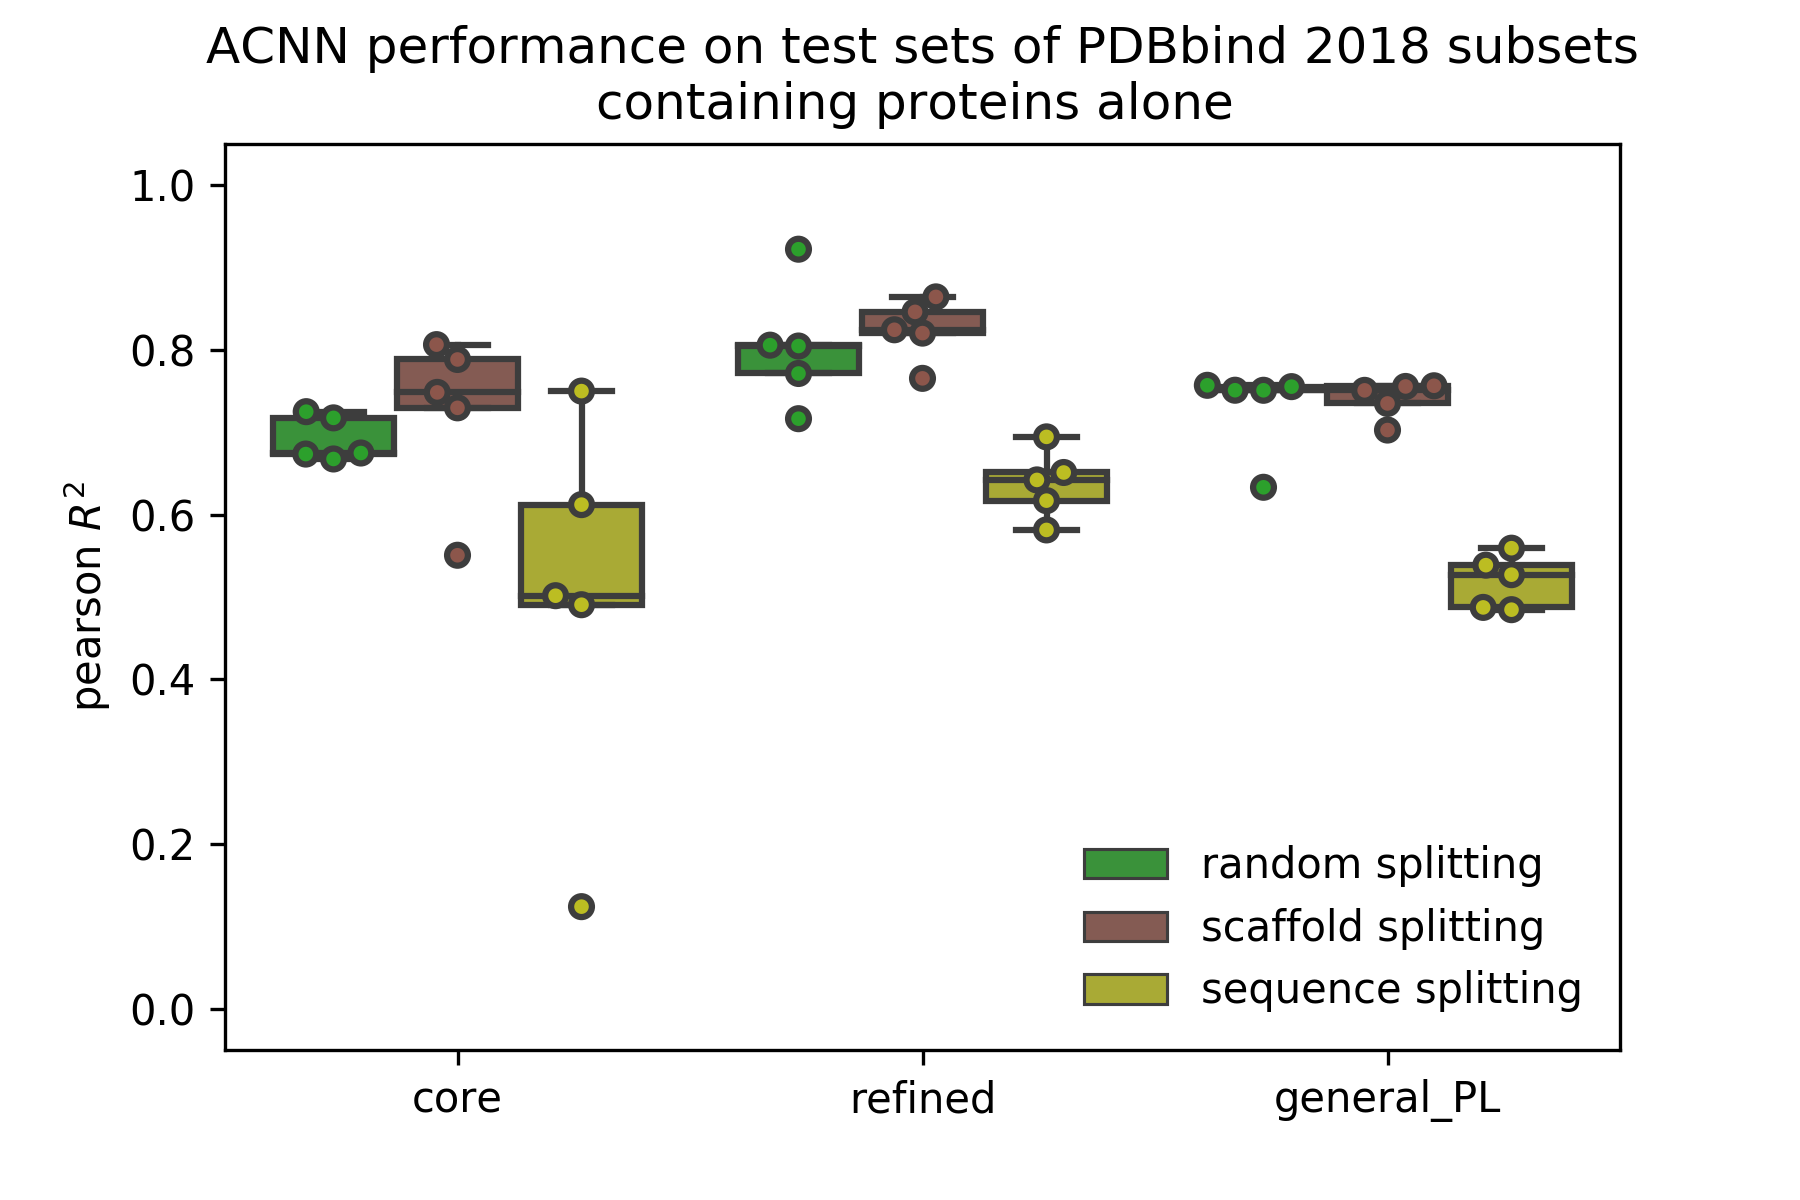 ACNN performance on test sets of PDBbind 2018 subsets
containing proteins alone
pearson R²
1.0
0.8
0.6
0.4
0.2
0.0
core
refined
general_PL
random splitting
scaffold splitting
sequence splitting